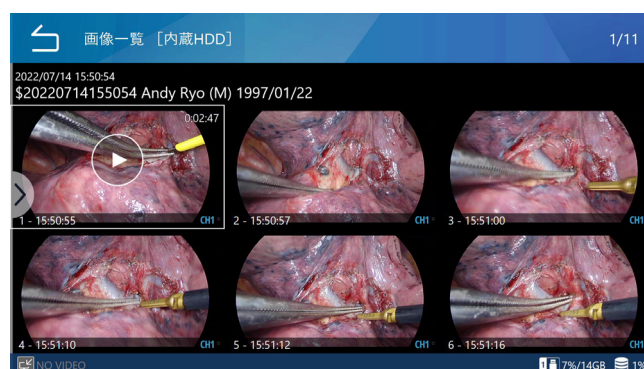 画像一覧 [内蔵HDD] 1/11
2022/07/14 15:50:54
$20220714155054 Andy Ryo (M) 1997/01/22
0:02:47
1 - 15:50:55 CH1
2 - 15:50:57 CH1
3 - 15:51:00 CH1
4 - 15:51:10 CH1
5 - 15:51:12 CH1
6 - 15:51:16 CH1
NO VIDEO 1 7%/14GB 1%